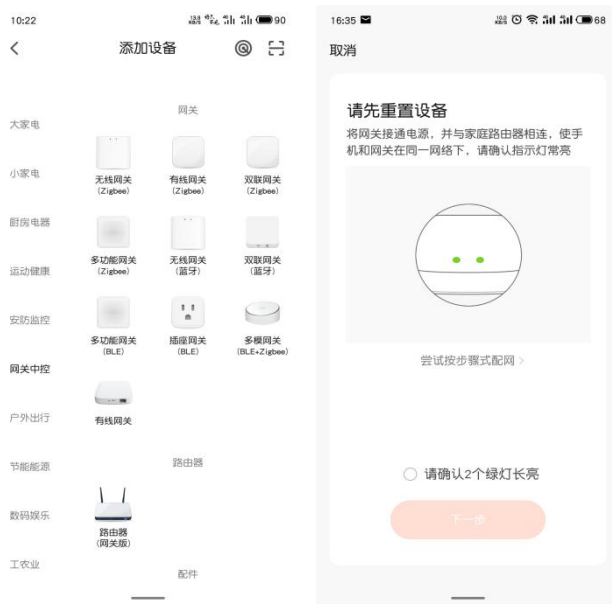 10:22
90
添加设备
大家电
小家电
厨房电器
运动健康
安防监控
网关中控
户外出行
节能能源
数码娱乐
工农业
网关
无线网关
(Zigbee)
有线网关
(Zigbee)
双联网关
(Zigbee)
多功能网关
(Zigbee)
无线网关
(蓝牙)
双联网关
(蓝牙)
多功能网关
(BLE)
插座网关
(BLE)
多模网关
(BLE+Zigbee)
有线网关
路由器
路由器
(网关版)
配件
16:35
68
取消
请先重置设备
将网关接通电源，并与家庭路由器相连，使手
机和网关在同一网络下，请确认指示灯常亮
尝试按步骤式配网 >
请确认2个绿灯长亮
下一步